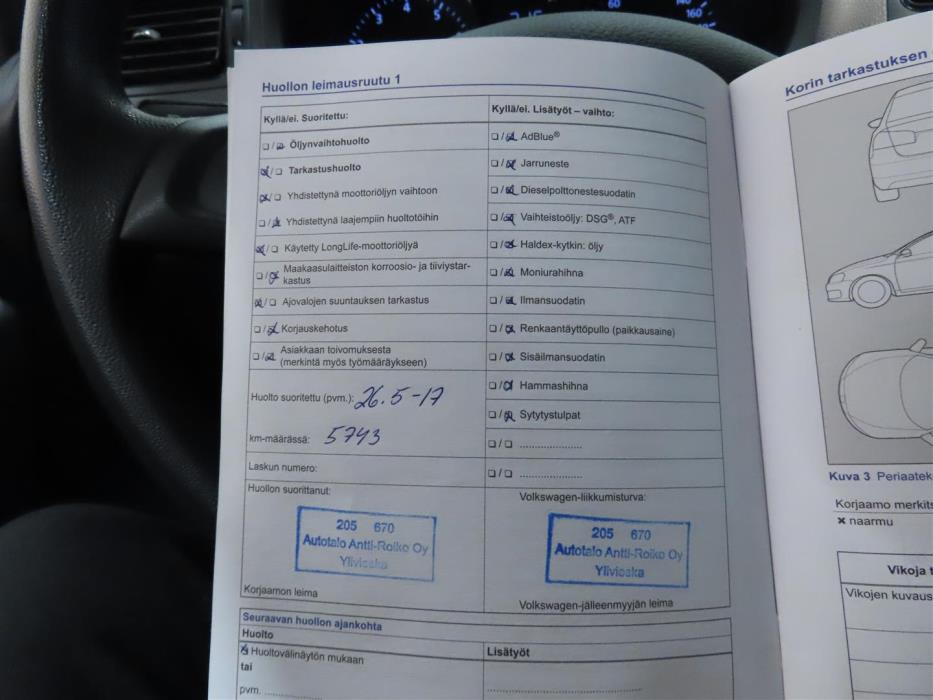 3 4 5
60
160
Huollon leimausruutu 1
Kyllä/ei. Suoritettu:
Öljynvaihtohuolto
Tarkastushuolto
Yhdistettynä moottoriöljyn vaihtoon
Yhdistettynä laajempiin huoltotöihin
Käytetty LongLife-moottoriöljyä
Maakaasulaitteiston korroosio- ja tiiviystar-
kastus
Ajovalojen suuntauksen tarkastus
Korjauskehotus
Asiakkaan toivomuksesta
(merkintä myös työmääräykseen)
Huolto suoritettu (pvm.): 26.5-17
km-määrässä: 5743
Laskun numero:
Huollon suorittanut:
205 670
Autotalo Antti-Roiko Oy
Ylivieska
Korjaamon leima
Kyllä/ei. Lisätyöt – vaihto:
AdBlue®
Jarruneste
Dieselpolttonestesuodatin
Vaihteistoöljy: DSG®, ATF
Haldex-kytkin: öljy
Moniurahihna
Ilmansuodatin
Renkaantäyttöpullo (paikkausaine)
Sisäilmansuodatin
Hammashihna
Sytytystulpat
Volkswagen-liikkumisturva:
205 670
Autotalo Antti-Roiko Oy
Ylivieska
Volkswagen-jälleenmyyjän leima
Seuraavan huollon ajankohta
Huolto
Huoltovälinäytön mukaan
tai
pvm.
Lisätyöt
Korin tarkastuksen
Kuva 3 Periaatek
Korjaamo merkits
× naarmu
Vikoja t
Vikojen kuvaus